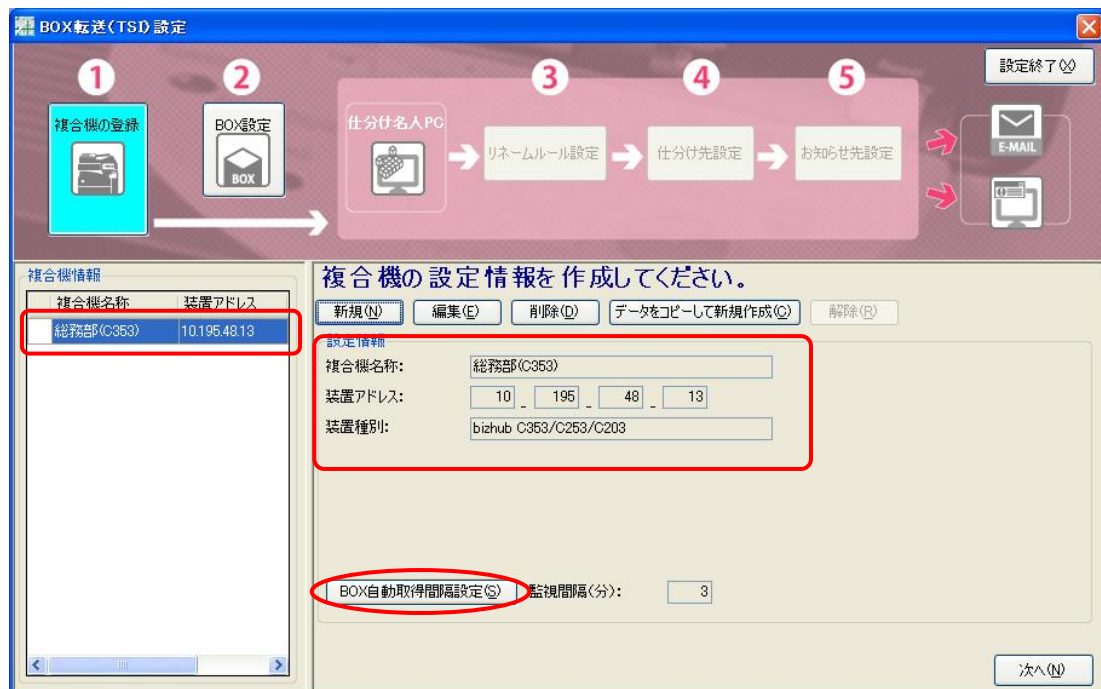 BOX転送(TSI)設定
設定終了(X)
1
2
3
4
5
複合機の登録
BOX設定
BOX
仕分け名人PC
リネームルール設定
仕分け先設定
お知らせ先設定
E-MAIL
複合機情報
複合機名称 装置アドレス
総務部(C353) 10.195.48.13
複合機の設定情報を作成してください。
新規(N) 編集(E) 削除(D) データをコピーして新規作成(C) 解除(R)
設定情報
複合機名称: 総務部(C353)
装置アドレス: 10 . 195 . 48 . 13
装置種別: bizhub C353/C253/C203
BOX自動取得間隔設定(S) 監視間隔(分): 3
次へ(N)